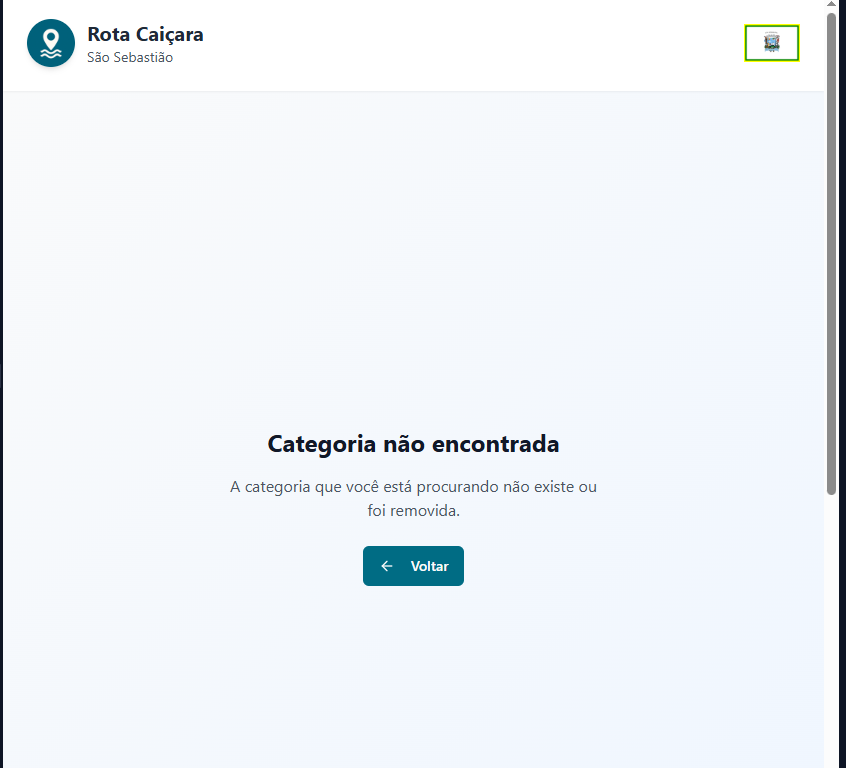 Rota Caiçara
São Sebastião
Categoria não encontrada
A categoria que você está procurando não existe ou
foi removida.
Voltar